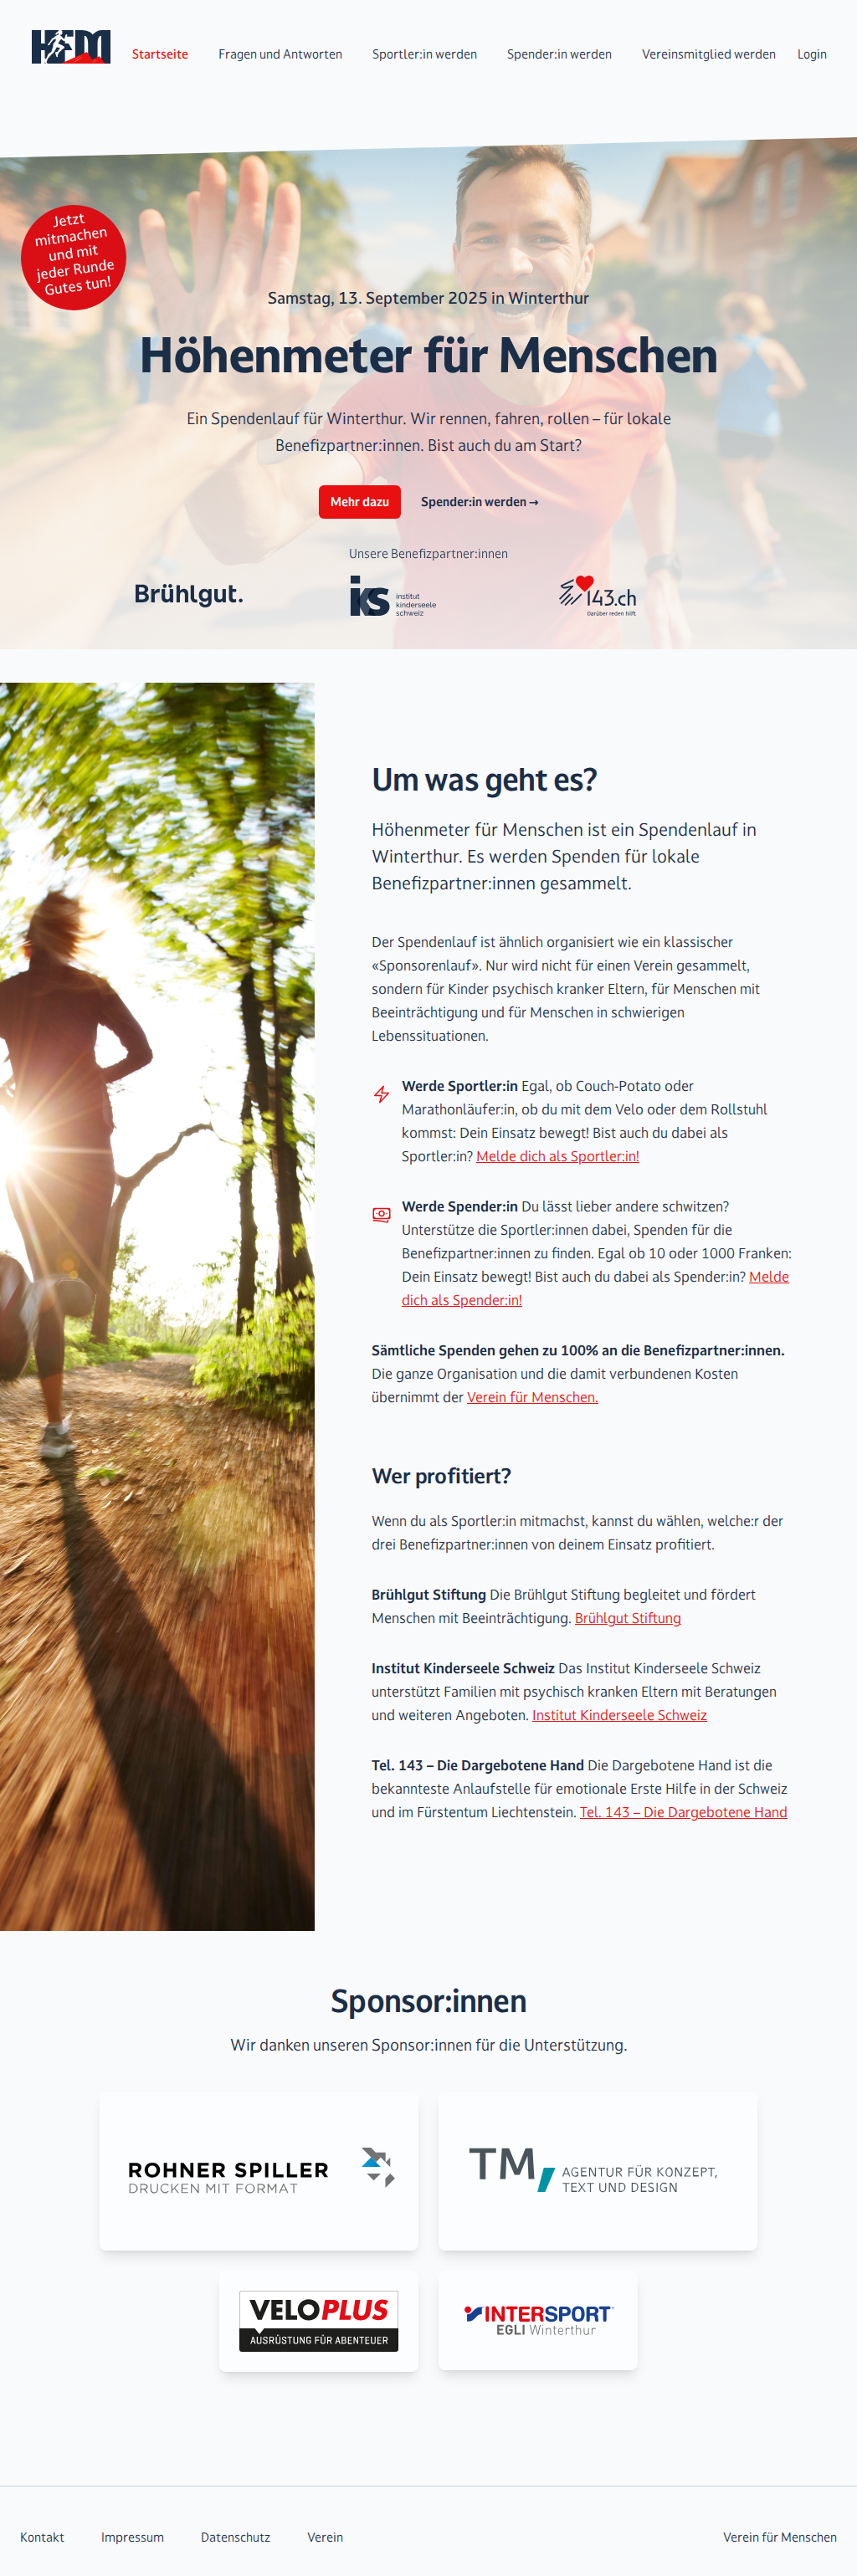 HFM
Startseite
Fragen und Antworten
Sportler:in werden
Spender:in werden
Vereinsmitglied werden
Login
Jetzt
mitmachen
und mit
jeder Runde
Gutes tun!
Samstag, 13. September 2025 in Winterthur
Höhenmeter für Menschen
Ein Spendenlauf für Winterthur. Wir rennen, fahren, rollen – für lokale
Benefizpartner:innen. Bist auch du am Start?
Mehr dazu
Spender:in werden →
Unsere Benefizpartner:innen
Brühlgut.
iks
institut
kinderseele
schweiz
143.ch
Darüber reden hilft
Um was geht es?
Höhenmeter für Menschen ist ein Spendenlauf in
Winterthur. Es werden Spenden für lokale
Benefizpartner:innen gesammelt.
Der Spendenlauf ist ähnlich organisiert wie ein klassischer
«Sponsorenlauf». Nur wird nicht für einen Verein gesammelt,
sondern für Kinder psychisch kranker Eltern, für Menschen mit
Beeinträchtigung und für Menschen in schwierigen
Lebenssituationen.
Werde Sportler:in Egal, ob Couch-Potato oder
Marathonläufer:in, ob du mit dem Velo oder dem Rollstuhl
kommst: Dein Einsatz bewegt! Bist auch du dabei als
Sportler:in? Melde dich als Sportler:in!
Werde Spender:in Du lässt lieber andere schwitzen?
Unterstütze die Sportler:innen dabei, Spenden für die
Benefizpartner:innen zu finden. Egal ob 10 oder 1000 Franken:
Dein Einsatz bewegt! Bist auch du dabei als Spender:in? Melde
dich als Spender:in!
Sämtliche Spenden gehen zu 100% an die Benefizpartner:innen.
Die ganze Organisation und die damit verbundenen Kosten
übernimmt der Verein für Menschen.
Wer profitiert?
Wenn du als Sportler:in mitmachst, kannst du wählen, welche:r der
drei Benefizpartner:innen von deinem Einsatz profitiert.
Brühlgut Stiftung Die Brühlgut Stiftung begleitet und fördert
Menschen mit Beeinträchtigung. Brühlgut Stiftung
Institut Kinderseele Schweiz Das Institut Kinderseele Schweiz
unterstützt Familien mit psychisch kranken Eltern mit Beratungen
und weiteren Angeboten. Institut Kinderseele Schweiz
Tel. 143 – Die Dargebotene Hand Die Dargebotene Hand ist die
bekannteste Anlaufstelle für emotionale Erste Hilfe in der Schweiz
und im Fürstentum Liechtenstein. Tel. 143 – Die Dargebotene Hand
Sponsor:innen
Wir danken unseren Sponsor:innen für die Unterstützung.
ROHNER SPILLER
DRUCKEN MIT FORMAT
TM,
AGENTUR FÜR KONZEPT,
TEXT UND DESIGN
VELOPLUS
AUSRÜSTUNG FÜR ABENTEUER
INTERSPORT
EGLI Winterthur
Kontakt
Impressum
Datenschutz
Verein
Verein für Menschen